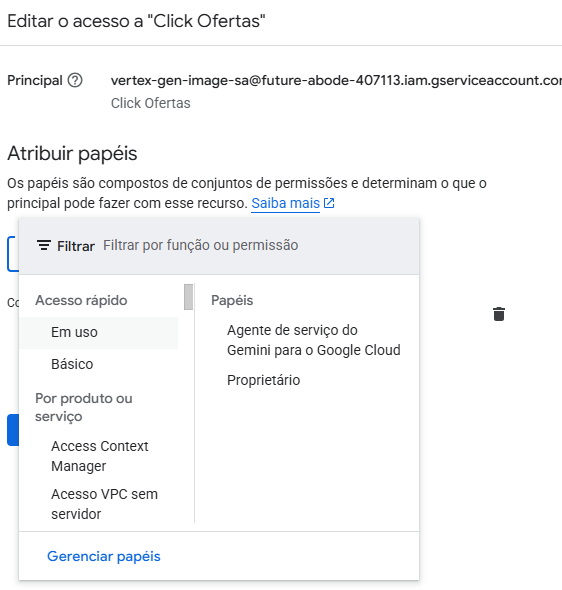 Editar o acesso a "Click Ofertas"
Principal
vertex-gen-image-sa@future-abode-407113.iam.gserviceaccount.co
Click Ofertas
Atribuir papéis
Os papéis são compostos de conjuntos de permissões e determinam o que o
principal pode fazer com esse recurso. Saiba mais
Filtrar Filtrar por função ou permissão
Co
Acesso rápido
Em uso
Básico
Por produto ou
serviço
Access Context
Manager
Acesso VPC sem
servidor
Papéis
Agente de serviço do
Gemini para o Google Cloud
Proprietário
Gerenciar papéis